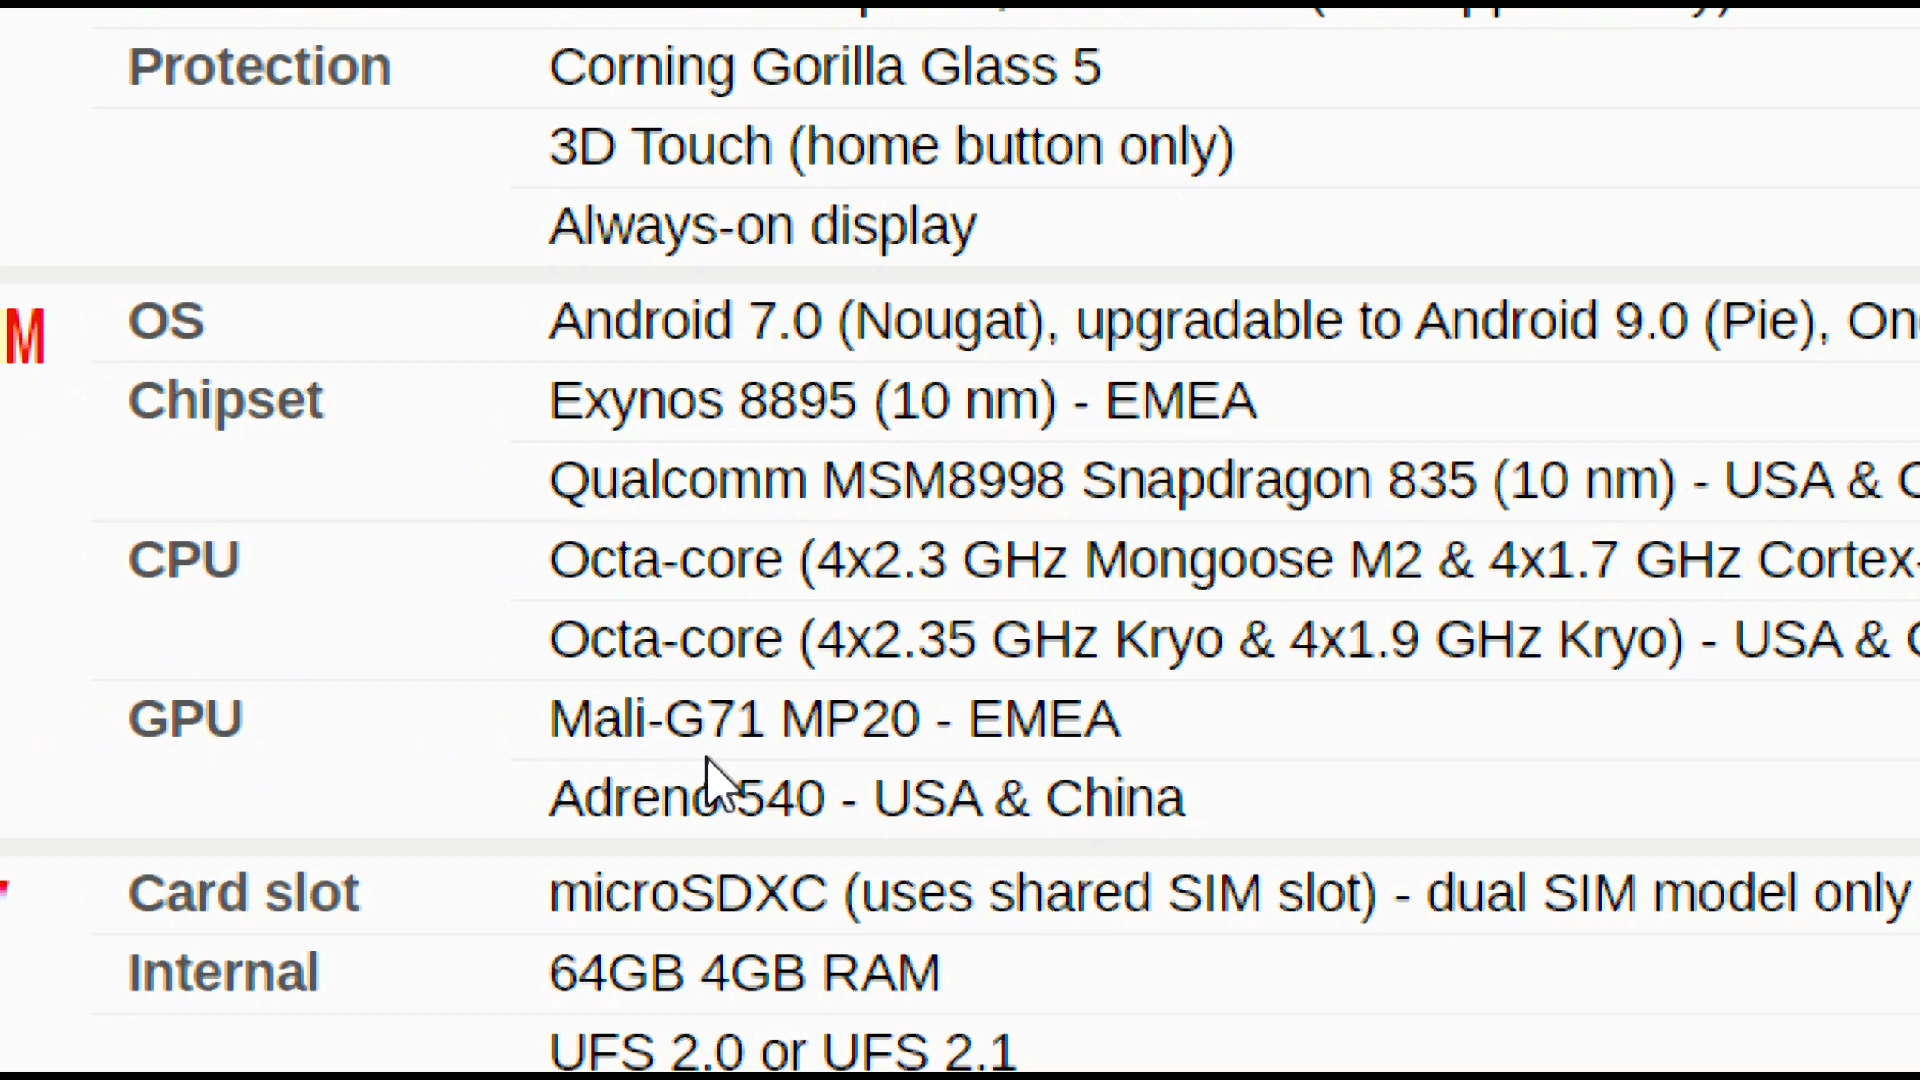 Protection Corning Gorilla Glass 5
3D Touch (home button only)
Always-on display
M OS Android 7.0 (Nougat), upgradable to Android 9.0 (Pie),
Chipset Exynos 8895 (10 nm) - EMEA
Qualcomm MSM8998 Snapdragon 835 (10 nm) - USA &
CPU Octa-core (4x2.3 GHz Mongoose M2 & 4x1.7 GHz Cortex-
Octa-core (4x2.35 GHz Kryo & 4x1.9 GHz Kryo) - USA &
GPU Mali-G71 MP20 - EMEA
Adreno 540 - USA & China
Card slot microSDXC (uses shared SIM slot) - dual SIM model only
Internal 64GB 4GB RAM
UFS 2.0 or UFS 2.1